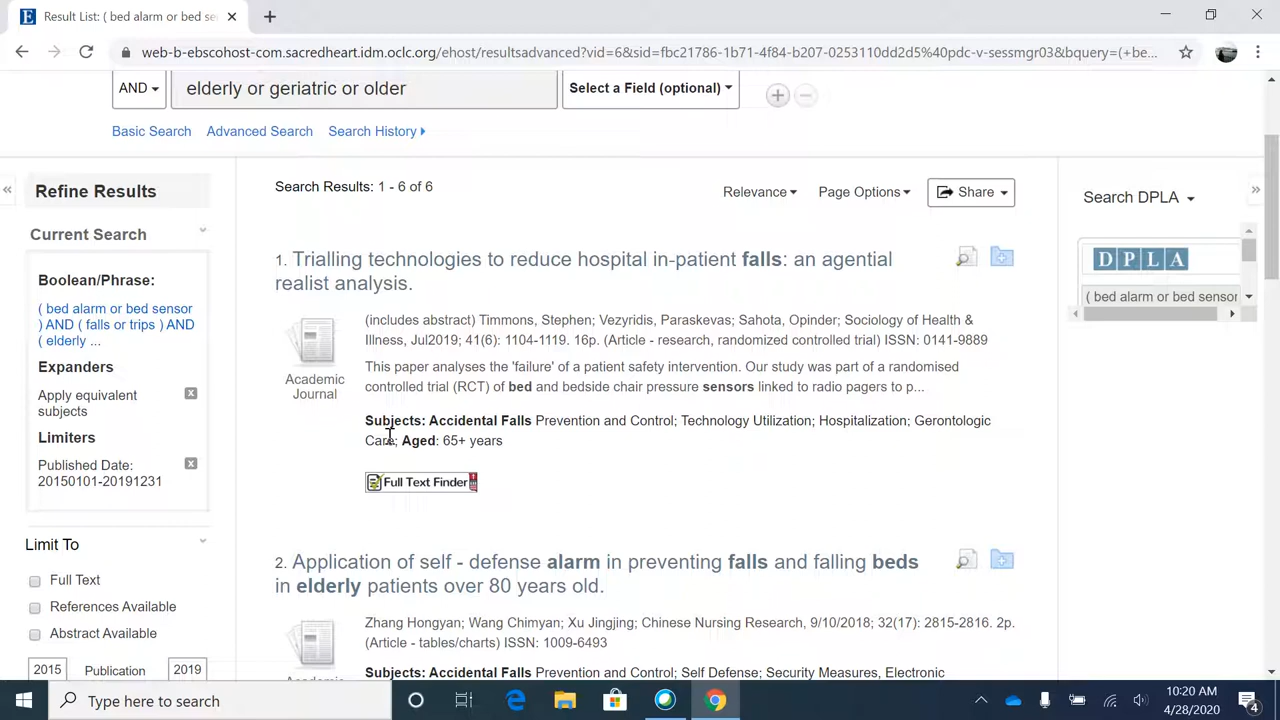 Result List: ( bed alarm or bed se
web-b-ebscohost-com.sacredheart.idm.oclc.org/ehost/resultsadvanced?vid=6&sid=fbc21786-1b71-4f84-b207-0253110dd2d5%40pdc-v-sessmgr03&bquery=(+be...
AND
elderly or geriatric or older
Select a Field (optional)
Basic Search
Advanced Search
Search History
Refine Results
Search Results: 1 - 6 of 6
Relevance
Page Options
Share
Search DPLA
Current Search
Boolean/Phrase:
( bed alarm or bed sensor
) AND ( falls or trips ) AND
( elderly ...
Expanders
Apply equivalent
subjects
Limiters
Published Date:
20150101-20191231
Limit To
Full Text
References Available
Abstract Available
2015
Publication
2019
1. Trialling technologies to reduce hospital in-patient falls: an agential
realist analysis.
Academic
Journal
(includes abstract) Timmons, Stephen; Vezyridis, Paraskevas; Sahota, Opinder; Sociology of Health &
Illness, Jul2019; 41(6): 1104-1119. 16p. (Article - research, randomized controlled trial) ISSN: 0141-9889
This paper analyses the 'failure' of a patient safety intervention. Our study was part of a randomised
controlled trial (RCT) of bed and bedside chair pressure sensors linked to radio pagers to p...
Subjects: Accidental Falls Prevention and Control; Technology Utilization; Hospitalization; Gerontologic
Care; Aged: 65+ years
Full Text Finder
2. Application of self - defense alarm in preventing falls and falling beds
in elderly patients over 80 years old.
Zhang Hongyan; Wang Chimyan; Xu Jingjing; Chinese Nursing Research, 9/10/2018; 32(17): 2815-2816. 2p.
(Article - tables/charts) ISSN: 1009-6493
Subjects: Accidental Falls Prevention and Control; Self Defense; Security Measures, Electronic
DPLA
( bed alarm or bed sensor
Type here to search
10:20 AM
4/28/2020
4